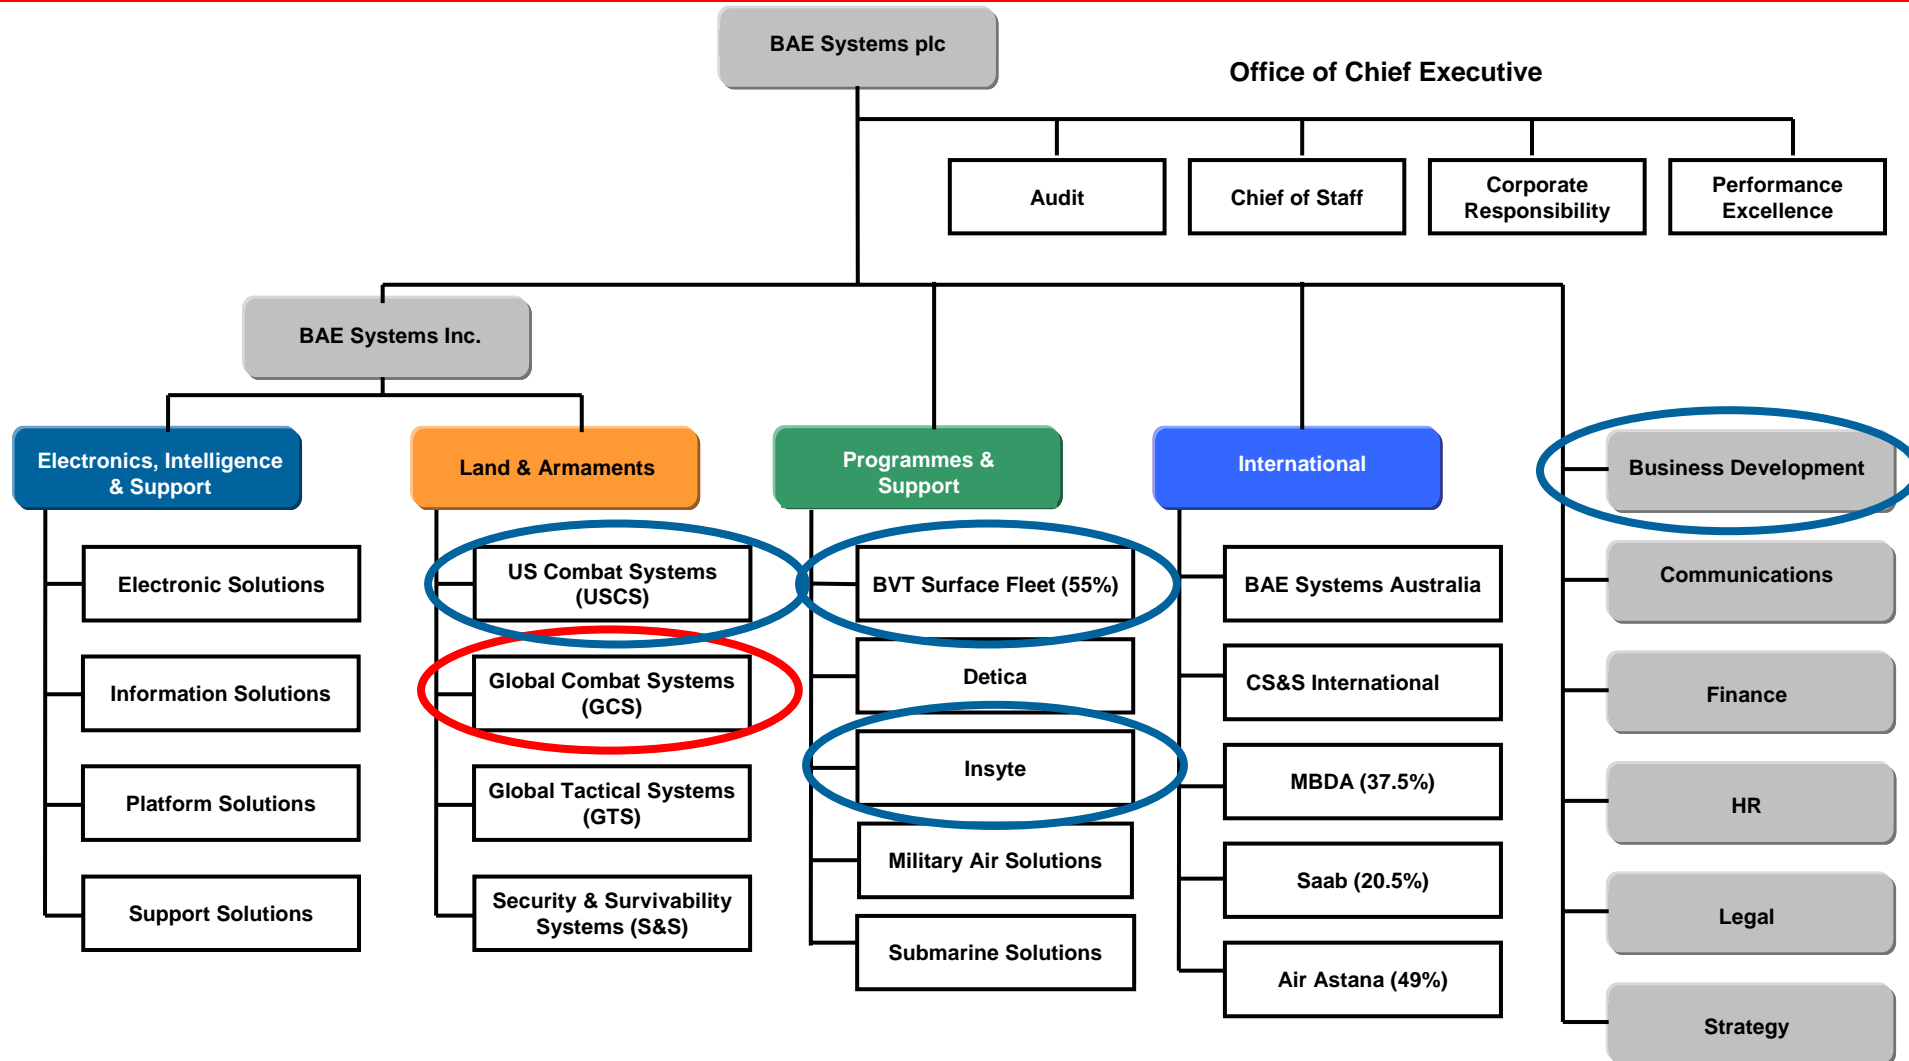 BAE Systems plc
Office of Chief Executive
Audit
Chief of Staff
Corporate
Responsibility
Performance
Excellence
BAE Systems Inc.
Electronics, Intelligence
& Support
Electronic Solutions
Information Solutions
Platform Solutions
Support Solutions
Land & Armaments
US Combat Systems
(USCS)
Global Combat Systems
(GCS)
Global Tactical Systems
(GTS)
Security & Survivability
Systems (S&S)
Programmes &
Support
BVT Surface Fleet (55%)
Detica
Insyte
Military Air Solutions
Submarine Solutions
International
BAE Systems Australia
CS&S International
MBDA (37.5%)
Saab (20.5%)
Air Astana (49%)
Business Development
Communications
Finance
HR
Legal
Strategy